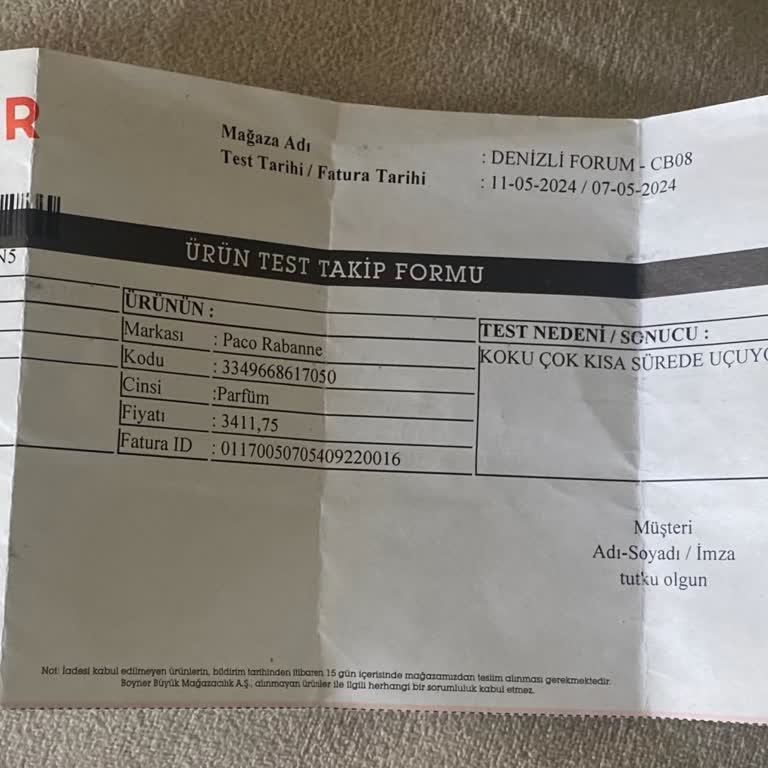 R
Mağaza Adı : DENİZLİ FORUM - CB08
Test Tarihi / Fatura Tarihi : 11-05-2024 / 07-05-2024
N5
ÜRÜN TEST TAKİP FORMU
ÜRÜNÜN :
Markası : Paco Rabanne
Kodu : 3349668617050
Cinsi :Parfüm
Fiyatı : 3411,75
Fatura ID : 01170050705409220016
TEST NEDENİ / SONUCU :
KOKU ÇOK KISA SÜREDE UÇUYO
Müşteri
Adı-Soyadı / İmza
tutku olgun
Not: İadesi kabul edilmeyen ürünlerin, bildirim tarihinden itibaren 15 gün içerisinde mağazamızdan teslim alınması gerekmektedir.
Boyner Büyük Mağazacılık A.Ş., alınmayan ürünler ile ilgili herhangi bir sorumluluk kabul etmez.